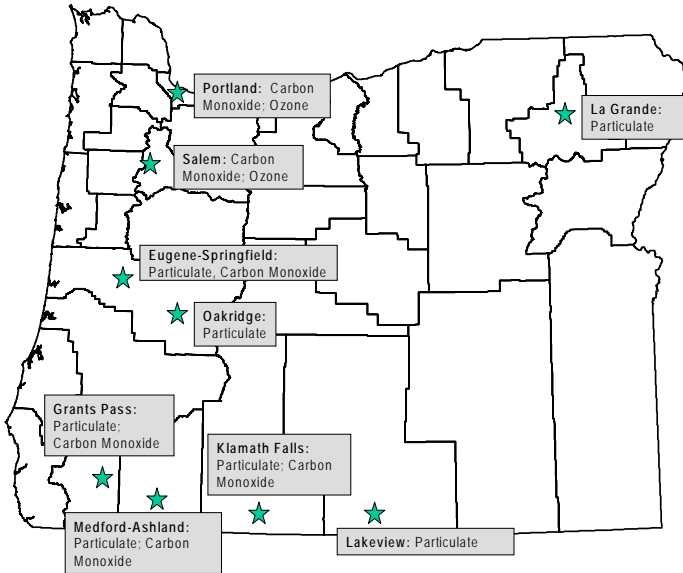 Portland: Carbon
Monoxide; Ozone
La Grande:
Particulate
Salem: Carbon
Monoxide; Ozone
Eugene-Springfield:
Particulate, Carbon Monoxide
Oakridge:
Particulate
Grants Pass:
Particulate;
Carbon Monoxide
Klamath Falls:
Particulate; Carbon
Monoxide
Medford-Ashland:
Particulate; Carbon
Monoxide
Lakeview: Particulate